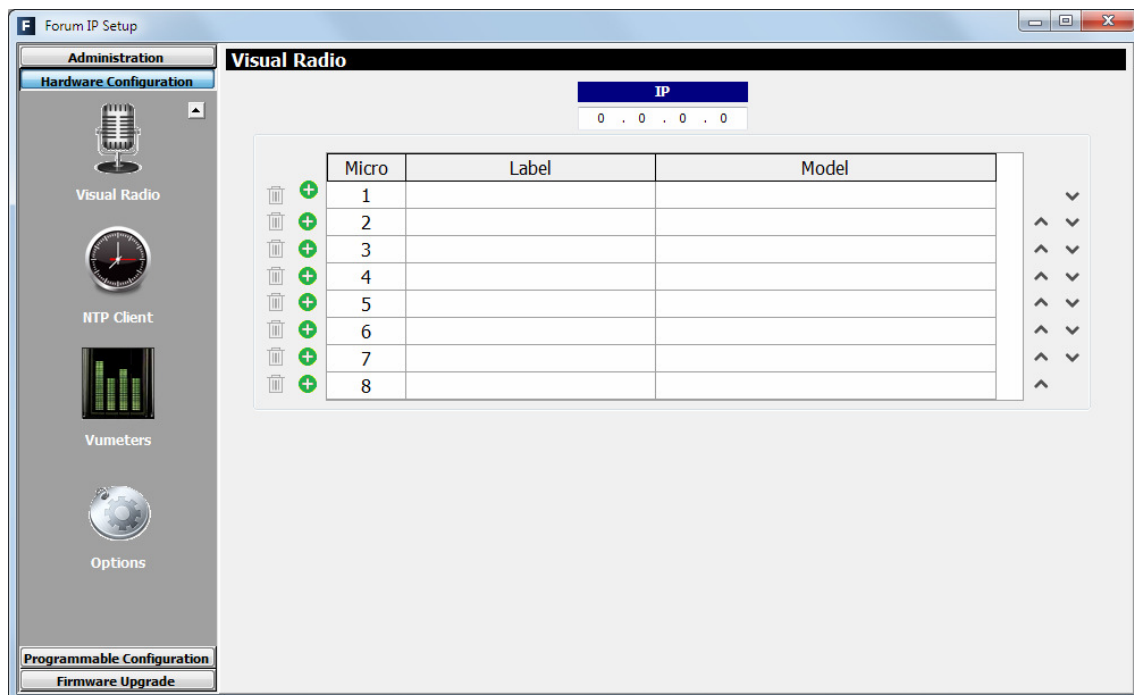 F Forum IP Setup
Administration
Hardware Configuration
Visual Radio
NTP Client
Vumeters
Options
Programmable Configuration
Firmware Upgrade
Visual Radio
IP
0 . 0 . 0 . 0
Micro Label Model
1
2
3
4
5
6
7
8